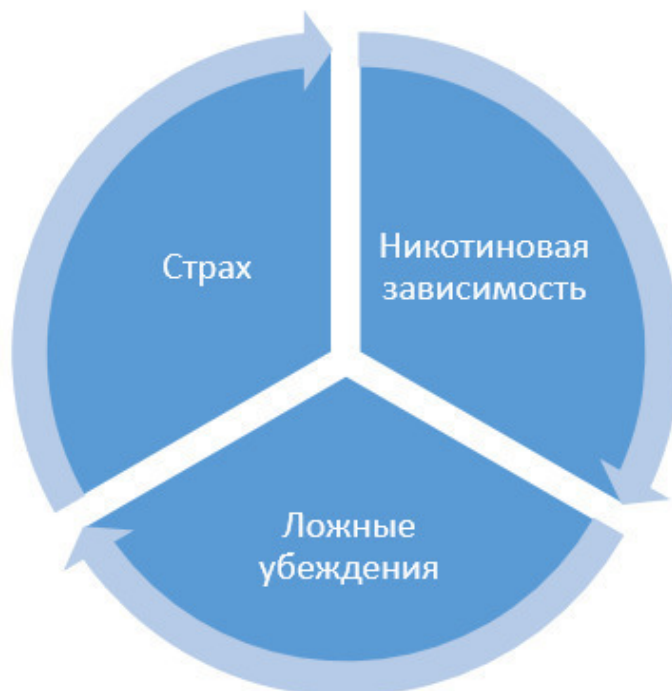 Страх
Никотиновая
зависимость
Ложные
убеждения